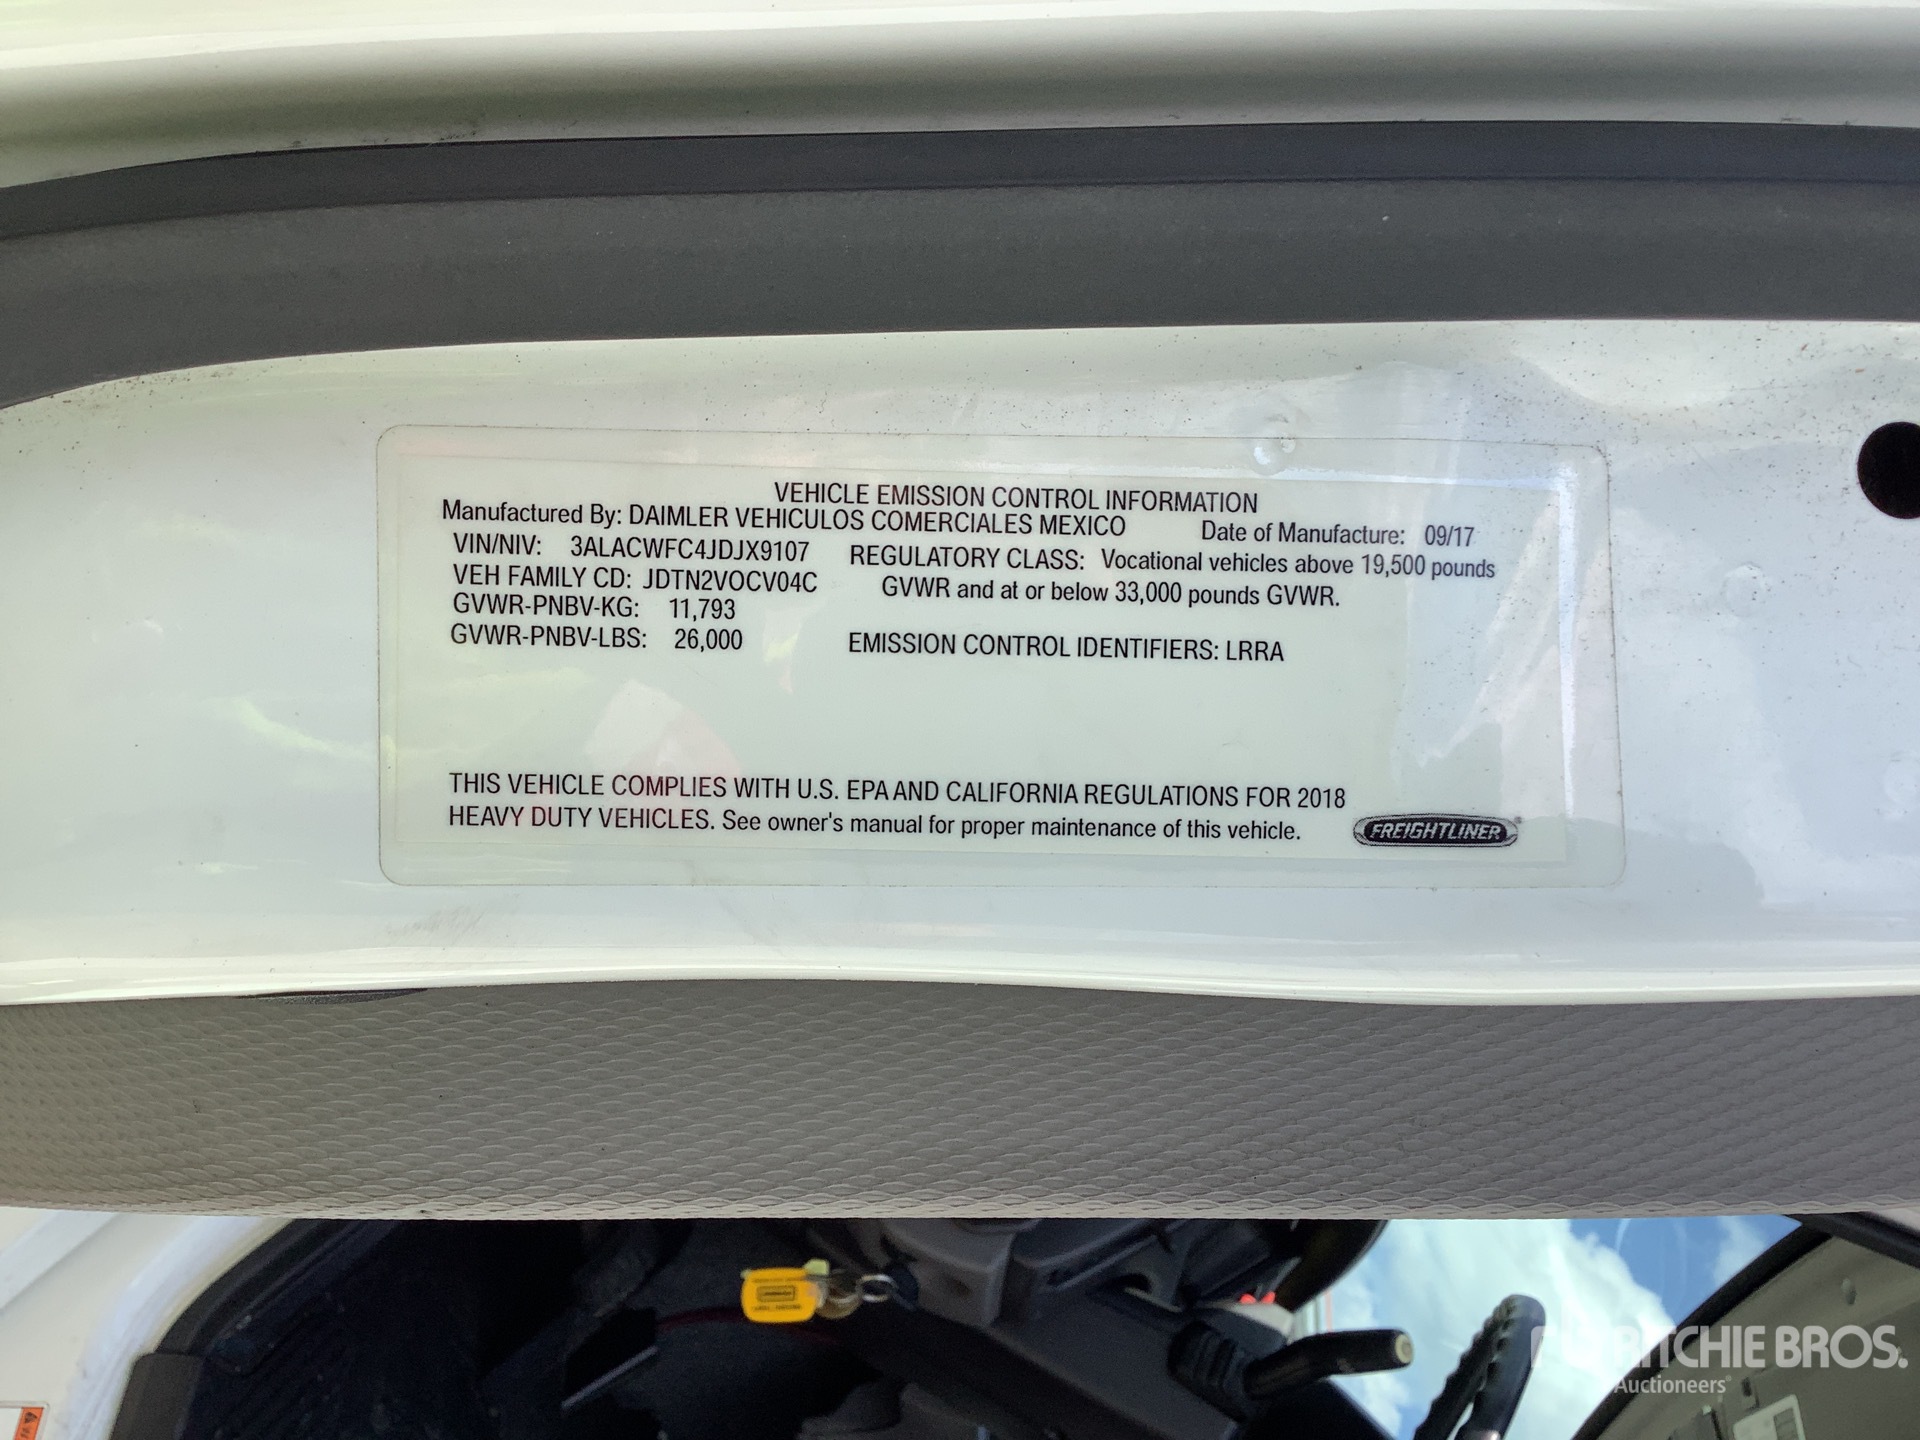 VEHICLE EMISSION CONTROL INFORMATION
Manufactured By: DAIMLER VEHICULOS COMERCIALES MEXICO Date of Manufacture: 09/17
VIN/NIV: 3ALACWFC4JDJX9107 REGULATORY CLASS: Vocational vehicles above 19,500 pounds
VEH FAMILY CD: JDTN2VOCV04C GVWR and at or below 33,000 pounds GVWR.
GVWR-PNBV-KG: 11,793
GVWR-PNBV-LBS: 26,000 EMISSION CONTROL IDENTIFIERS: LRRA
THIS VEHICLE COMPLIES WITH U.S. EPA AND CALIFORNIA REGULATIONS FOR 2018
HEAVY DUTY VEHICLES. See owner's manual for proper maintenance of this vehicle.
FREIGHTLINER
RITCHIE BROS.
Auctioneers